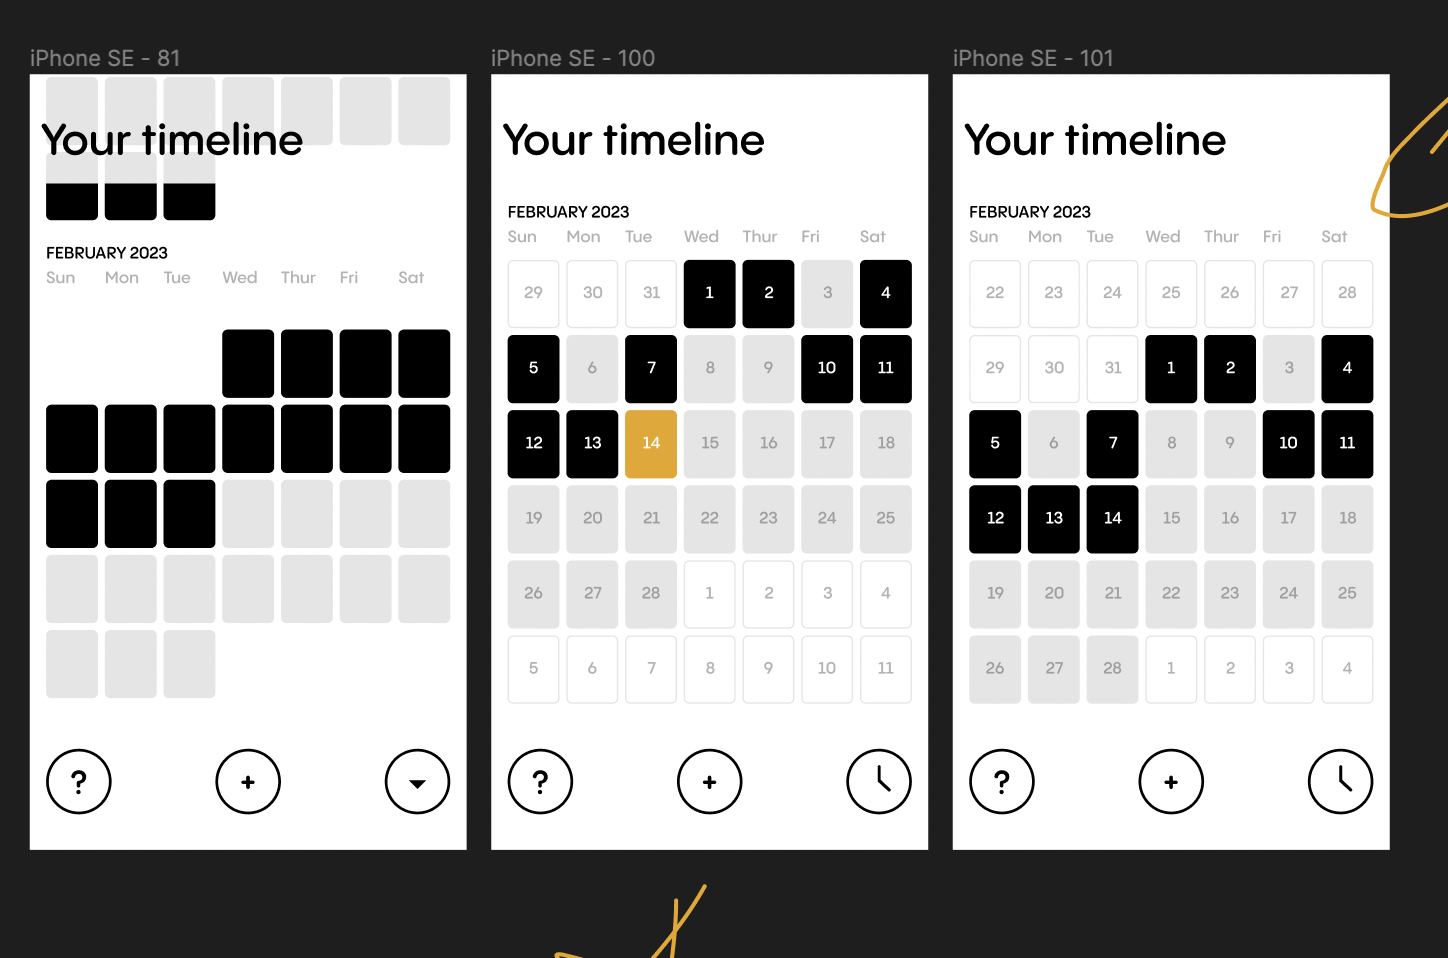 iPhone SE - 81
Your timeline
FEBRUARY 2023
Sun Mon Tue Wed Thur Fri Sat
?
+
iPhone SE - 100
Your timeline
FEBRUARY 2023
Sun Mon Tue Wed Thur Fri Sat
29 30 31 1 2 3 4
5 6 7 8 9 10 11
12 13 14 15 16 17 18
19 20 21 22 23 24 25
26 27 28 1 2 3 4
5 6 7 8 9 10 11
?
+
iPhone SE - 101
Your timeline
FEBRUARY 2023
Sun Mon Tue Wed Thur Fri Sat
22 23 24 25 26 27 28
29 30 31 1 2 3 4
5 6 7 8 9 10 11
12 13 14 15 16 17 18
19 20 21 22 23 24 25
26 27 28 1 2 3 4
?
+